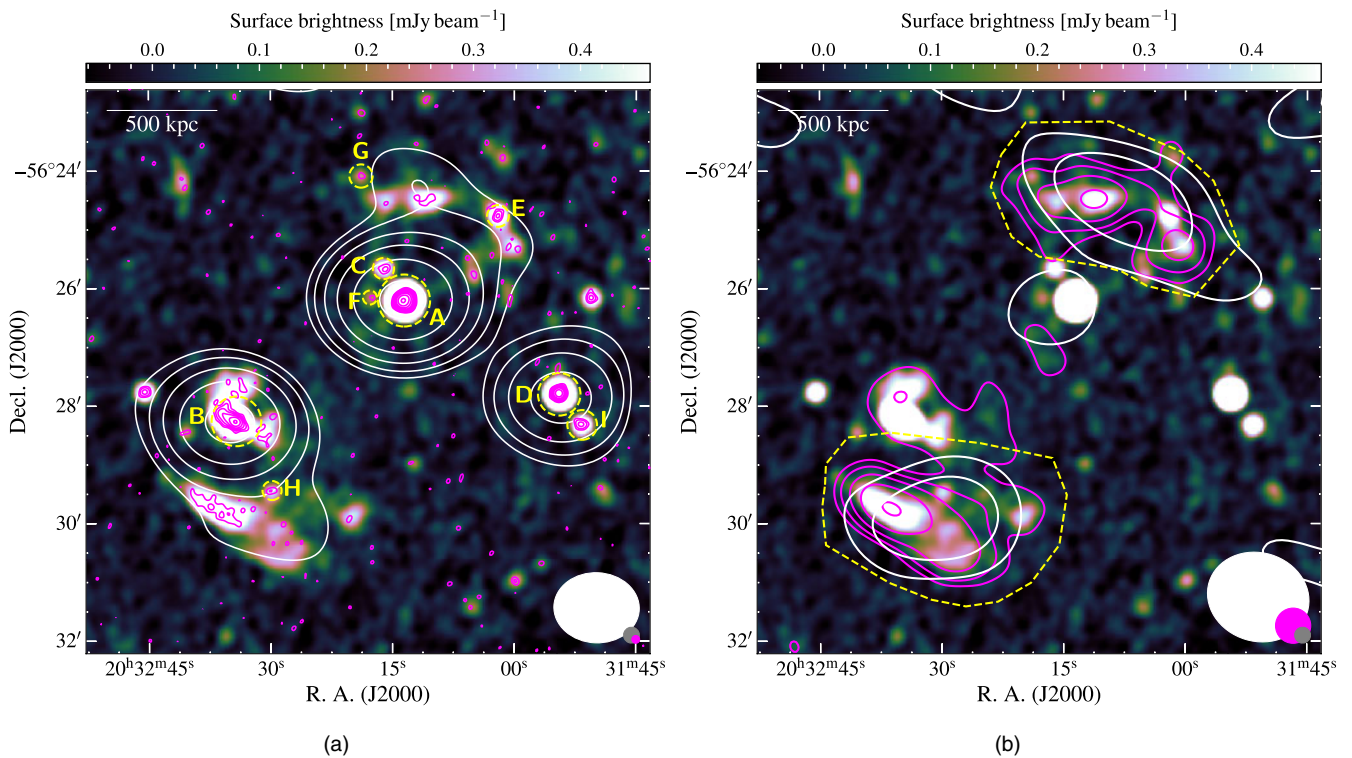 Surface brightness [mJy beam−1]
0.0 0.1 0.2 0.3 0.4
500 kpc
G
−56°24′
E
C
F
A
26′
Decl. (J2000)
D
28′
B
I
H
30′
32′
20h32m45s 30s 15s 00s 31m45s
R. A. (J2000)
(a)
Surface brightness [mJy beam−1]
0.0 0.1 0.2 0.3 0.4
500 kpc
−56°24′
26′
Decl. (J2000)
28′
30′
32′
20h32m45s 30s 15s 00s 31m45s
R. A. (J2000)
(b)